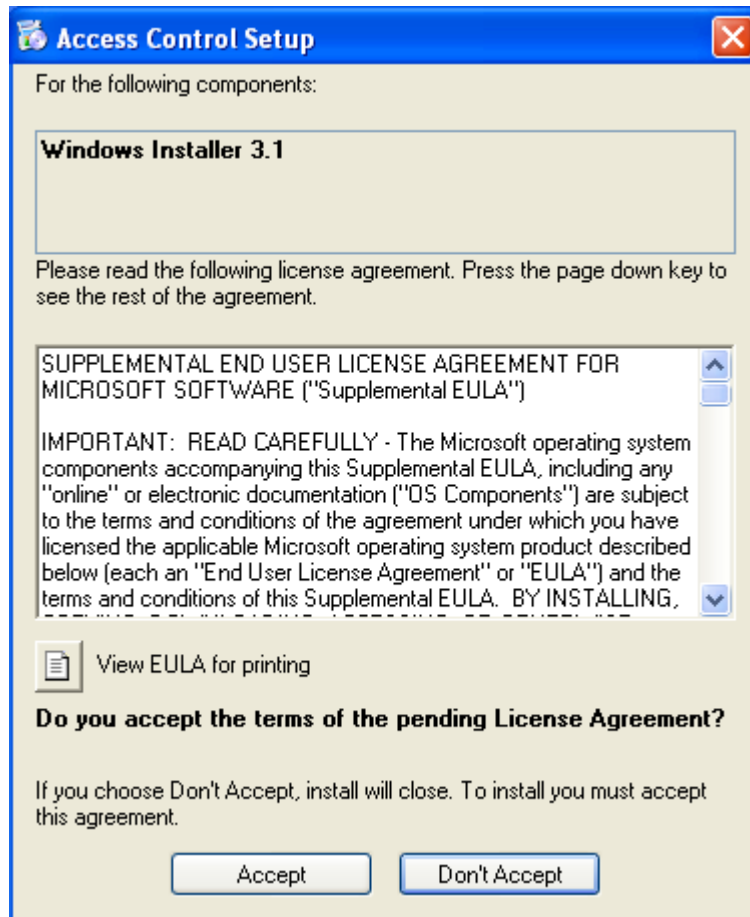 Access Control Setup
For the following components:
Windows Installer 3.1
Please read the following license agreement. Press the page down key to
see the rest of the agreement.
SUPPLEMENTAL END USER LICENSE AGREEMENT FOR
MICROSOFT SOFTWARE ("Supplemental EULA")
IMPORTANT:  READ CAREFULLY - The Microsoft operating system
components accompanying this Supplemental EULA, including any
"online" or electronic documentation ("OS Components") are subject
to the terms and conditions of the agreement under which you have
licensed the applicable Microsoft operating system product described
below (each an "End User License Agreement" or "EULA") and the
terms and conditions of this Supplemental EULA.  BY INSTALLING,
View EULA for printing
Do you accept the terms of the pending License Agreement?
If you choose Don't Accept, install will close. To install you must accept
this agreement.
Accept
Don't Accept